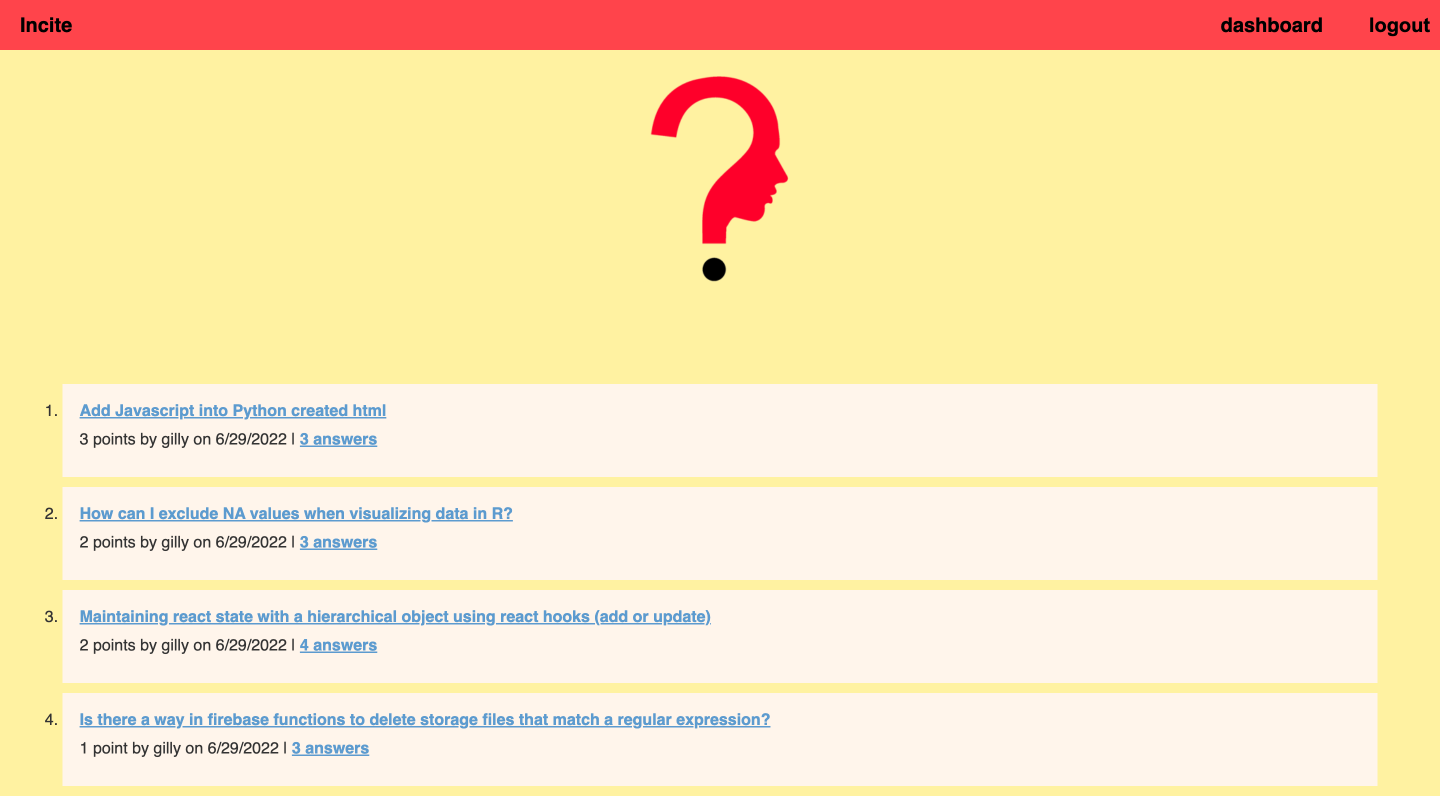 Incite
dashboard
logout
1. Add Javascript into Python created html
3 points by gilly on 6/29/2022 | 3 answers
2. How can I exclude NA values when visualizing data in R?
2 points by gilly on 6/29/2022 | 3 answers
3. Maintaining react state with a hierarchical object using react hooks (add or update)
2 points by gilly on 6/29/2022 | 4 answers
4. Is there a way in firebase functions to delete storage files that match a regular expression?
1 point by gilly on 6/29/2022 | 3 answers